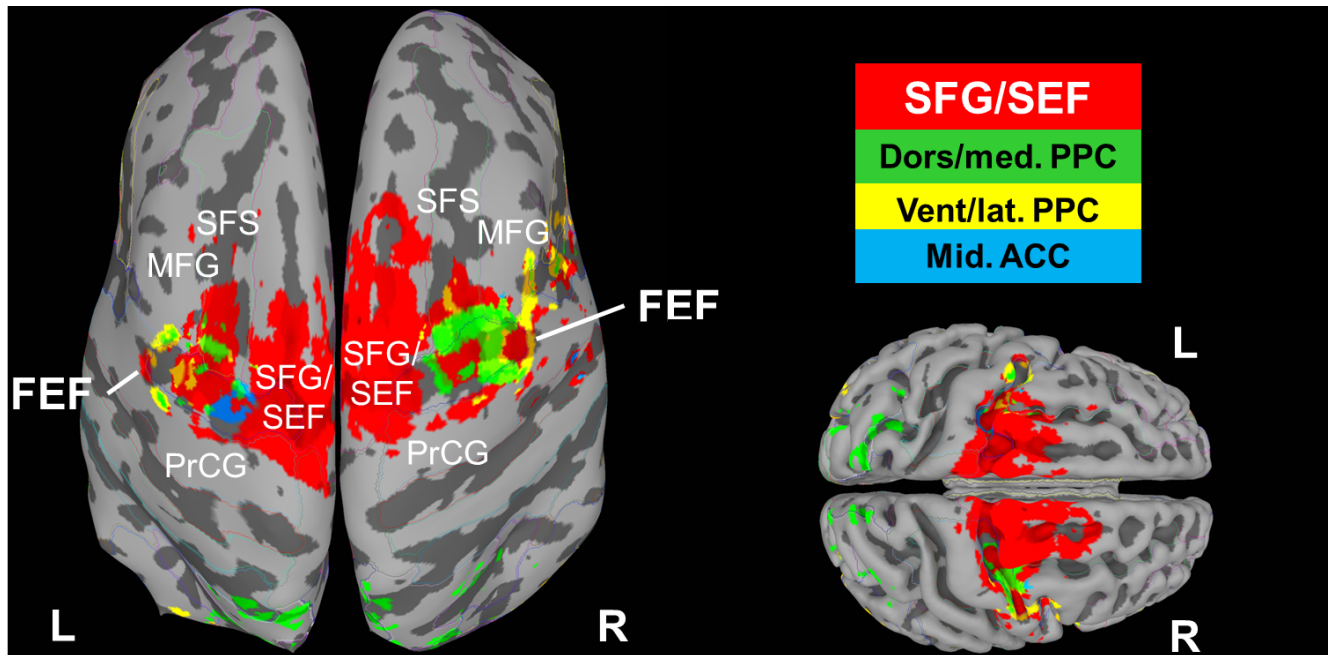 SFS
MFG
FEF
SFG/
SEF
PrCG
L
SFS
MFG
FEF
SFG/
SEF
PrCG
R
SFG/SEF
Dors/med. PPC
Vent/lat. PPC
Mid. ACC
L
R